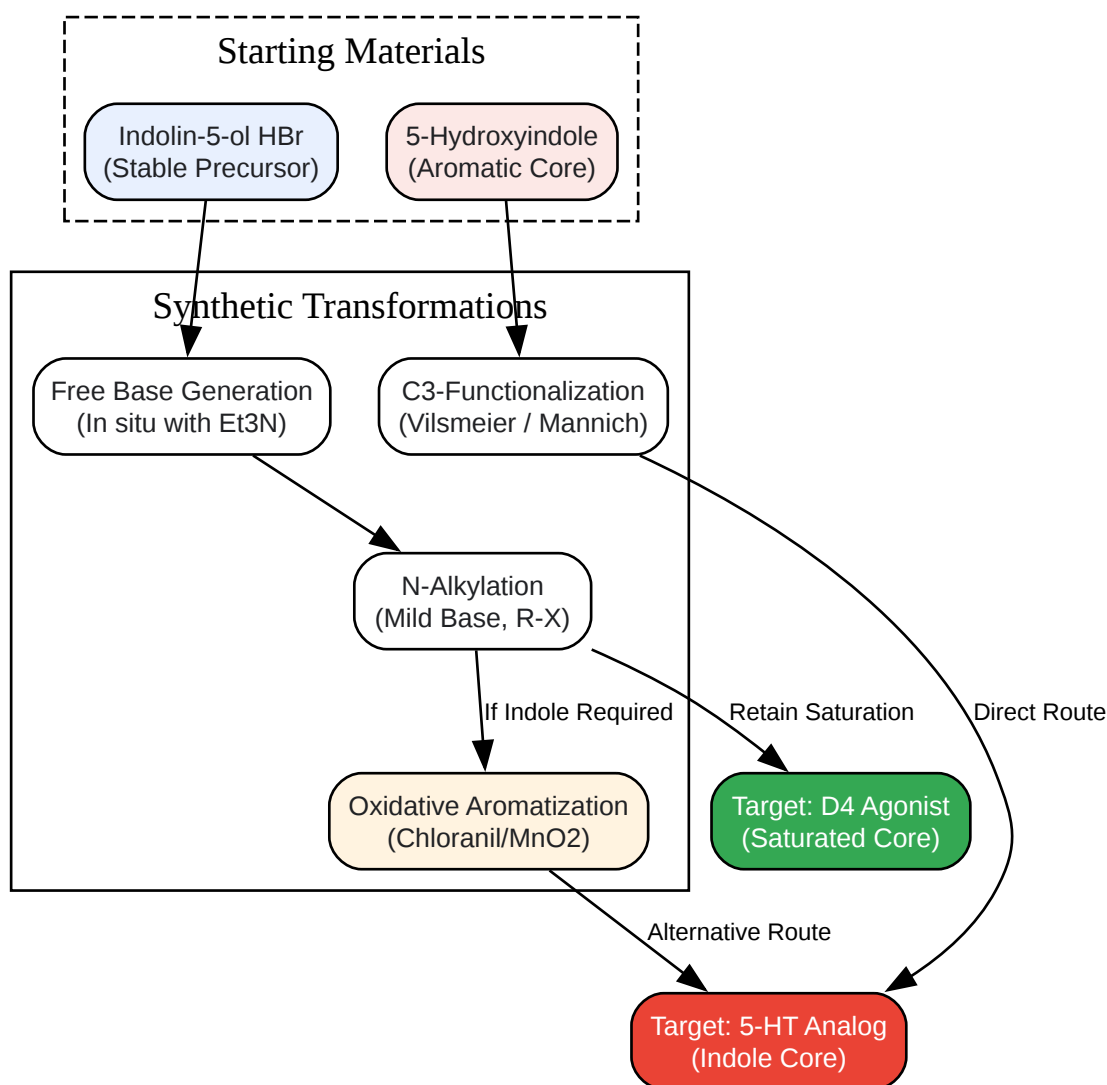 Starting Materials
Indolin-5-ol HBr
(Stable Precursor)
5-Hydroxyindole
(Aromatic Core)
Synthetic Transformations
Free Base Generation
(In situ with Et3N)
C3-Functionalization
(Vilsmeier / Mannich)
N-Alkylation
(Mild Base, R-X)
If Indole Required
Retain Saturation
Direct Route
Oxidative Aromatization
(Chloranil/MnO2)
Target: D4 Agonist
(Saturated Core)
Alternative Route
Target: 5-HT Analog
(Indole Core)